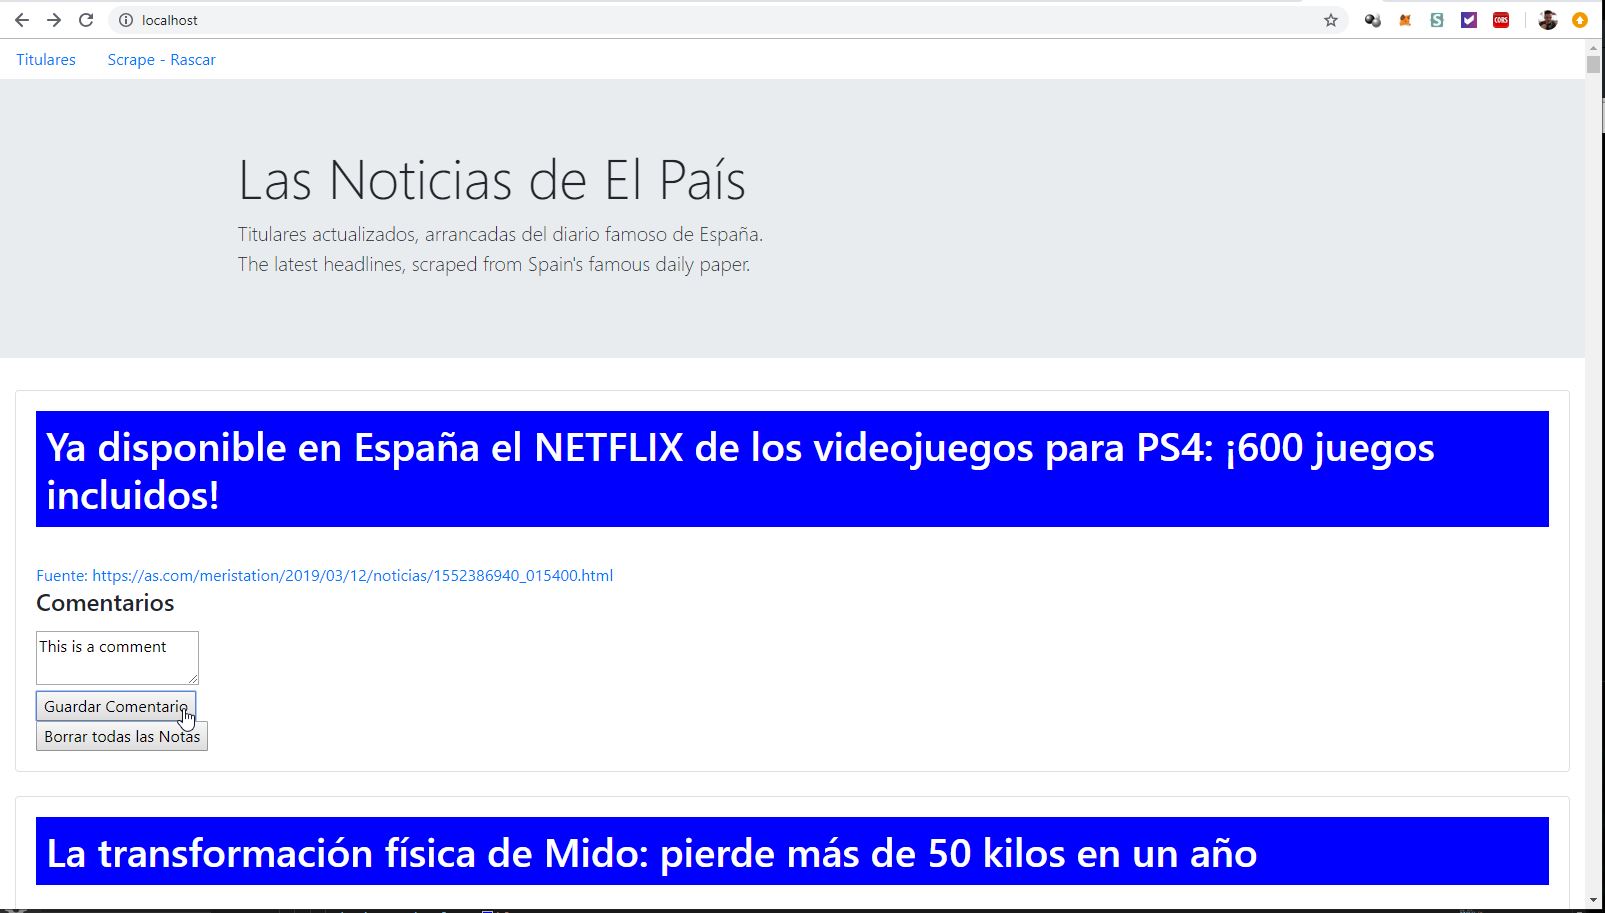 localhost
S
CORS
Titulares Scrape - Rascar
Las Noticias de El País
Titulares actualizados, arrancadas del diario famoso de España.
The latest headlines, scraped from Spain's famous daily paper.
Ya disponible en España el NETFLIX de los videojuegos para PS4: ¡600 juegos
incluidos!
Fuente: https://as.com/meristation/2019/03/12/noticias/1552386940_015400.html
Comentarios
This is a comment
Guardar Comentario
Borrar todas las Notas
La transformación física de Mido: pierde más de 50 kilos en un año